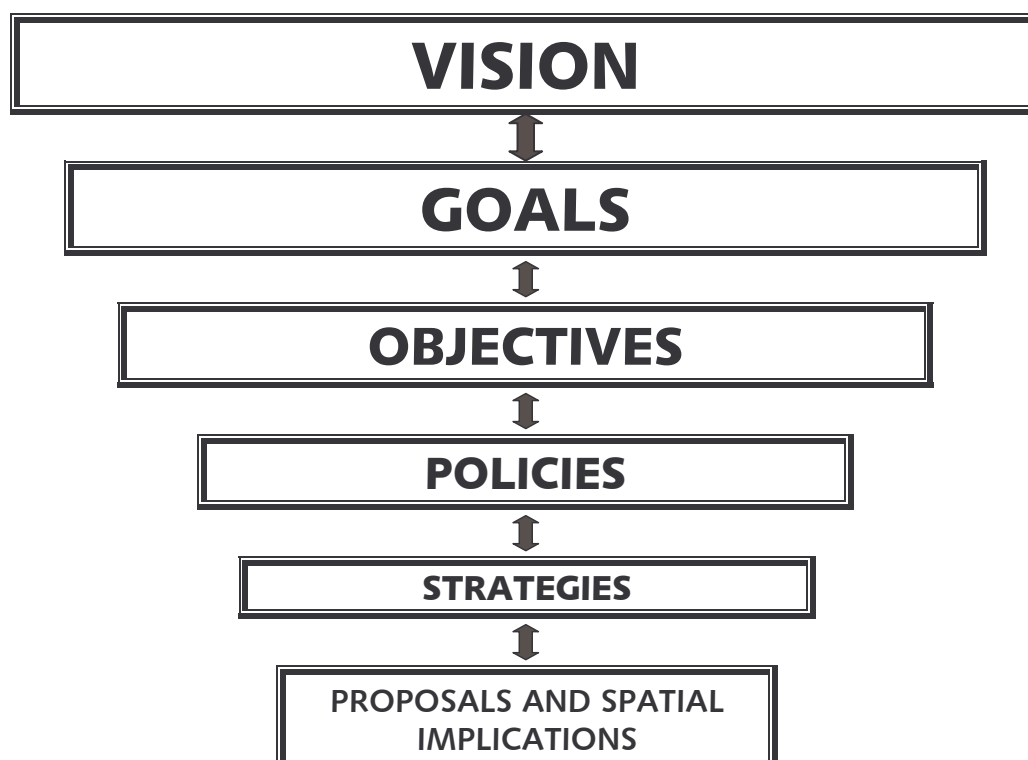 VISION
GOALS
OBJECTIVES
POLICIES
STRATEGIES
PROPOSALS AND SPATIAL
IMPLICATIONS